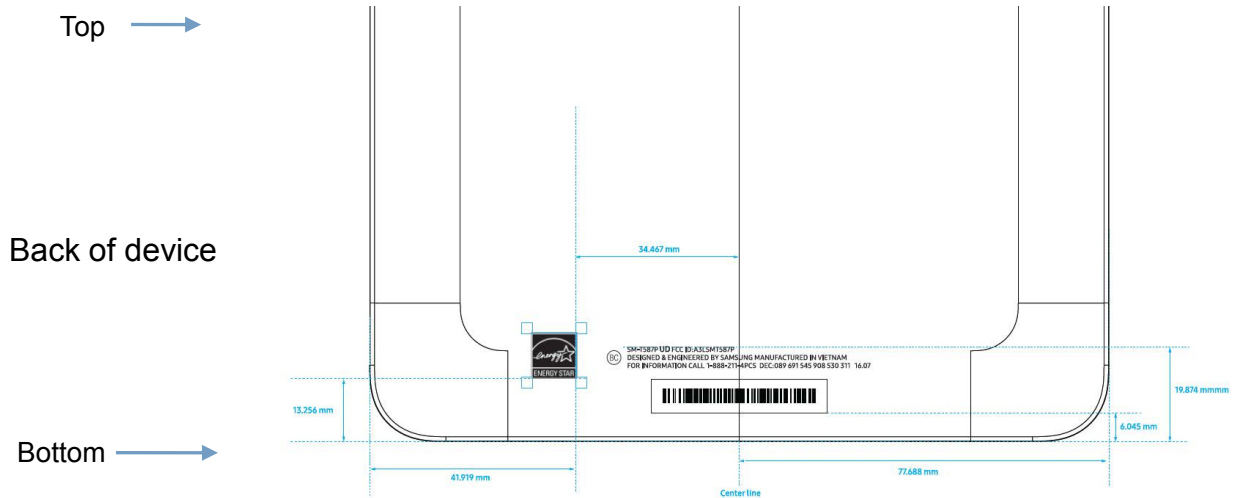 Top
Back of device
34.467 mm
energy
ENERGY STAR
BC
SM-T587P UD FCC ID:A3LSMT587P
DESIGNED & ENGINEERED BY SAMSUNG MANUFACTURED IN VIETNAM
FOR INFORMATION CALL 1-888-211-4PCS DEC:089 691 545 908 530 311 16.07
19.874 mmmm
13.256 mm
6.045 mm
Bottom
41.919 mm
77.688 mm
Center line